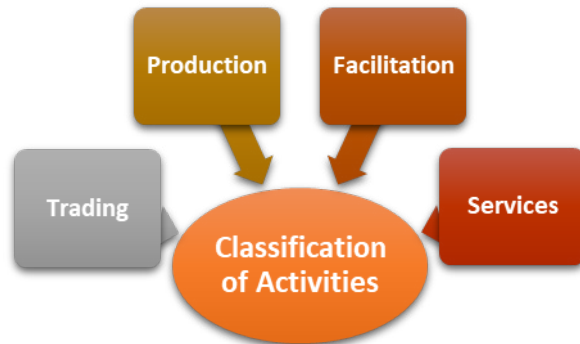 Production
Facilitation
Trading
Services
Classification
of Activities